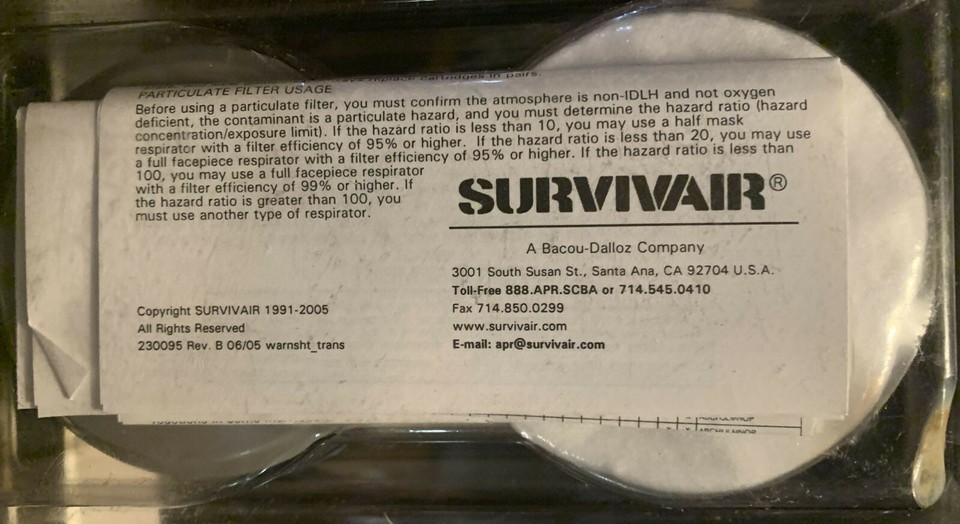 replace cartridges in pairs.
PARTICULATE FILTER USAGE
Before using a particulate filter, you must confirm the atmosphere is non-IDLH and not oxygen
deficient, the contaminant is a particulate hazard, and you must determine the hazard ratio (hazard
concentration/exposure limit). If the hazard ratio is less than 10, you may use a half mask
respirator with a filter efficiency of 95% or higher. If the hazard ratio is less than 20, you may use
a full facepiece respirator with a filter efficiency of 95% or higher. If the hazard ratio is less than
100, you may use a full facepiece respirator
with a filter efficiency of 99% or higher. If
the hazard ratio is greater than 100, you
must use another type of respirator.
SURVIVAIR®
A Bacou-Dalloz Company
3001 South Susan St., Santa Ana, CA 92704 U.S.A.
Toll-Free 888.APR.SCBA or 714.545.0410
Fax 714.850.0299
www.survivair.com
E-mail: apr@survivair.com
Copyright SURVIVAIR 1991-2005
All Rights Reserved
230095 Rev. B 06/05 warnsht_trans